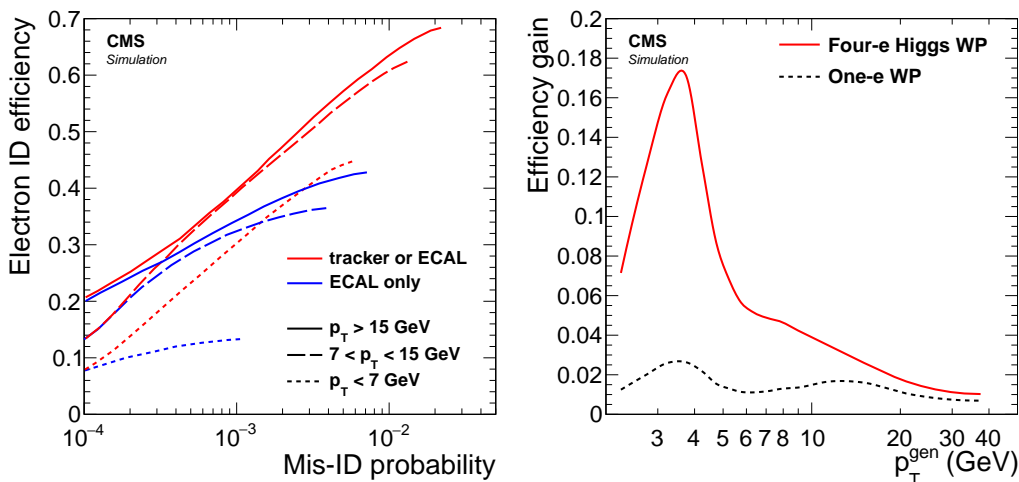 CMS
Simulation
Electron ID efficiency
0.7
0.6
0.5
0.4
0.3
0.2
0.1
0
tracker or ECAL
ECAL only
p_T > 15 GeV
7 < p_T < 15 GeV
p_T < 7 GeV
10^−4 10^−3 10^−2
Mis-ID probability
CMS
Simulation
Four-e Higgs WP
One-e WP
Efficiency gain
0.2
0.18
0.16
0.14
0.12
0.1
0.08
0.06
0.04
0.02
0
3 4 5 6 7 8 10 20 30 40
p_T^gen (GeV)